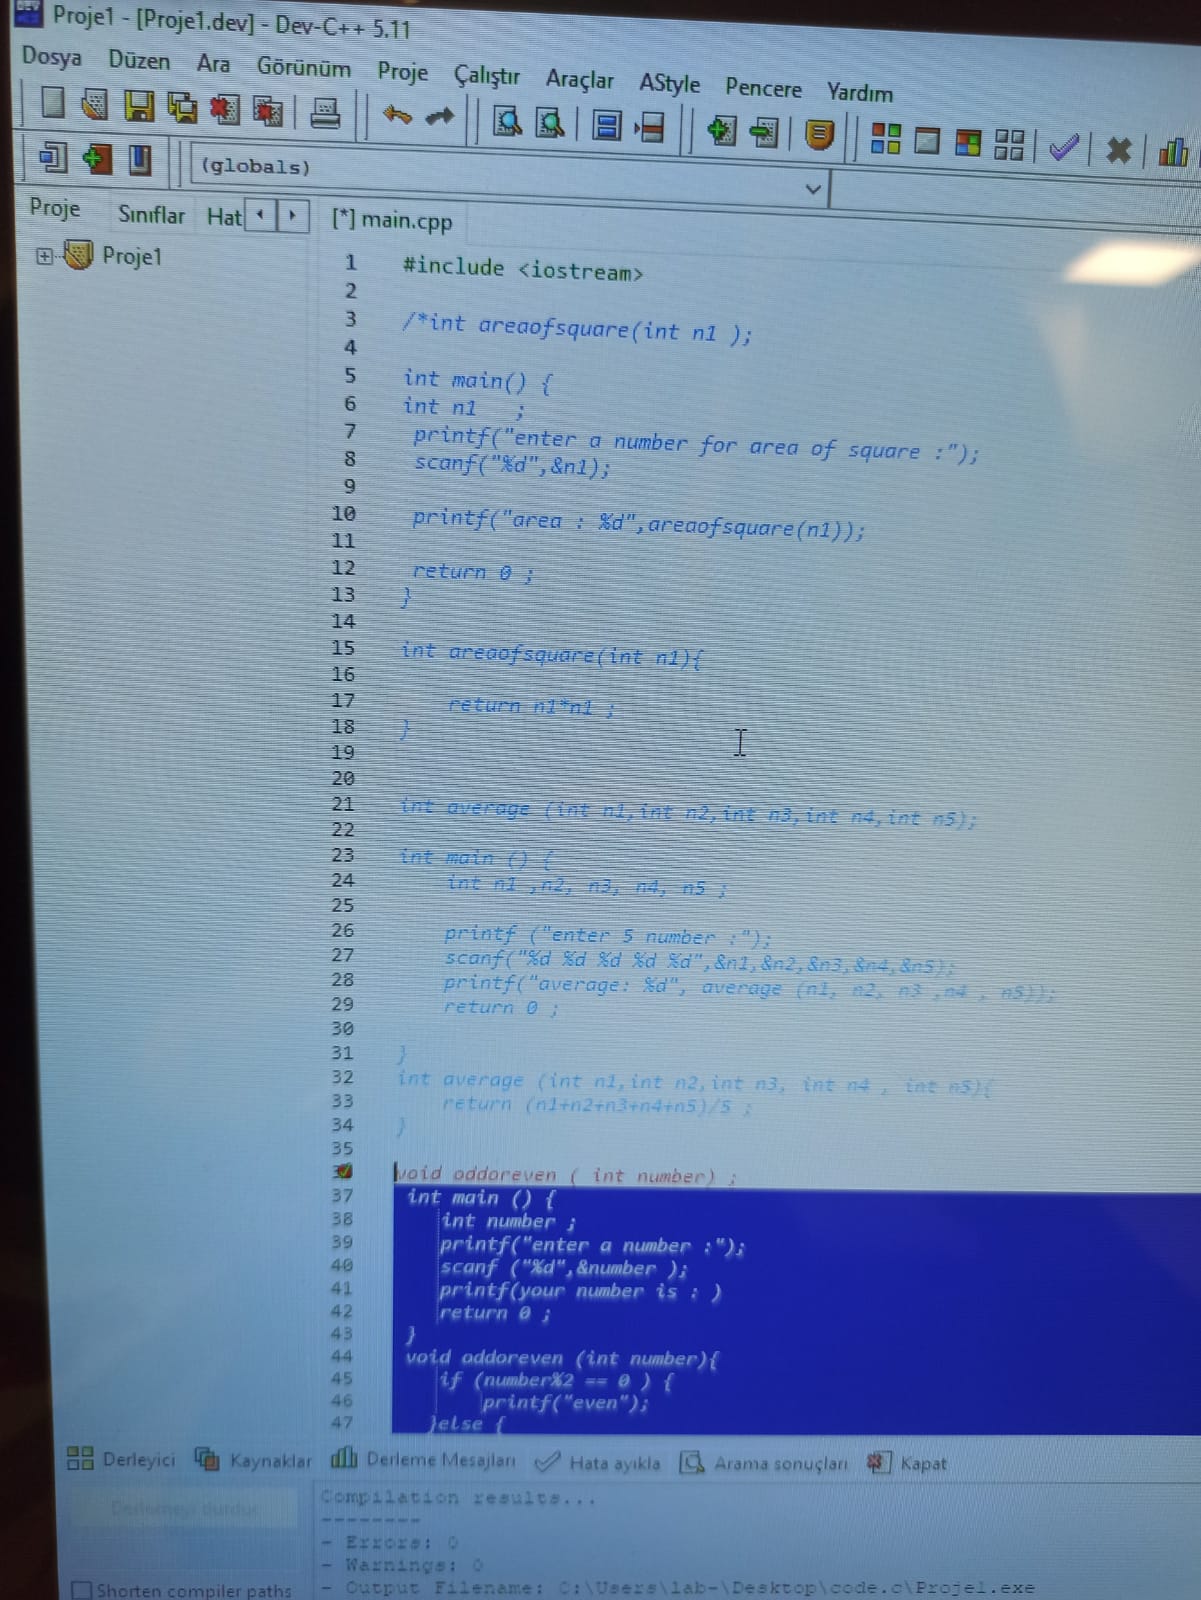 Proje1 - [Proje1.dev] - Dev-C++ 5.11
Dosya Düzen Ara Görünüm Proje Çalıştır Araçlar AStyle Pencere Yardım
(globals)
Proje Sınıflar Hat [*] main.cpp
Proje1
1 #include <iostream>
2
3 /*int areaofsquare(int n1 );
4
5 int main() {
6 int n1 ;
7 printf("enter a number for area of square :");
8 scanf("%d",&n1);
9
10 printf("area : %d",areaofsquare(n1));
11
12 return 0 ;
13 }
14
15 int areaofsquare(int n1){
16
17 return n1*n1 ;
18 }
19
20
21 int average (int n1,int n2,int n3,int n4,int n5);
22
23 int main () {
24 int n1 ,n2, n3, n4, n5 ;
25
26 printf ("enter 5 number :");
27 scanf("%d %d %d %d %d",&n1,&n2,&n3,&n4,&n5);
28 printf("average: %d", average (n1, n2, n3 ,n4 , n5));
29 return 0 ;
30
31 }
32 int average (int n1,int n2,int n3, int n4 , int n5){
33 return (n1+n2+n3+n4+n5)/5 ;
34 }
35
void oddoreven ( int number) ;
37 int main () {
38 int number ;
39 printf("enter a number :");
40 scanf ("%d",&number );
41 printf(your number is : )
42 return 0 ;
43 }
44 void oddoreven (int number){
45 if (number%2 == 0 ) {
46 printf("even");
47 }else {
Derleyici Kaynaklar Derleme Mesajları Hata ayıkla Arama sonuçları Kapat
Derlemeyi durdur
Compilation results...
--------
- Errors: 0
- Warnings: 0
- Output Filename: C:\Users\lab-\Desktop\code.c\Proje1.exe
Shorten compiler paths